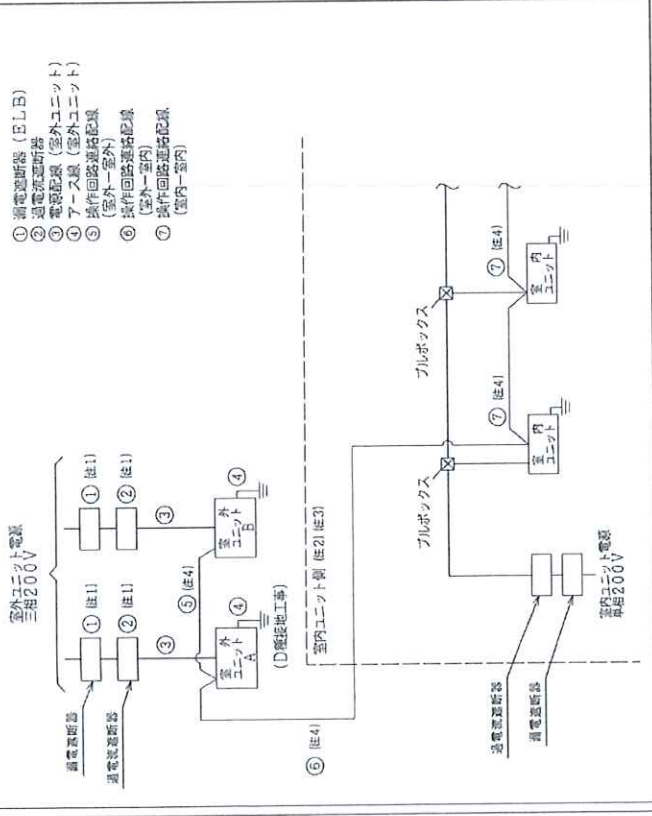 ① 漏電遮断器（ELB）
② 過電流遮断器
③ 電源配線（室外ユニット）
④ アース線（室外ユニット）
⑤ 操作回路連絡配線
（室外ー室外）
⑥ 操作回路連絡配線
（室外ー室内）
⑦ 操作回路連絡配線
（室内ー室内）
室外ユニット電源
三相200V
漏電遮断器
① (注1)
① (注1)
過電流遮断器
② (注1)
② (注1)
③
③
室外
ユニット
A
④
室外
ユニット
B
④
⑤ (注4)
(D種接地工事)
⑥ (注4)
室内ユニット側 (注2) (注3)
プルボックス
プルボックス
⑦ (注4)
⑦ (注4)
室内
ユニット
室内
ユニット
過電流遮断器
漏電遮断器
室内ユニット電源
単相200V